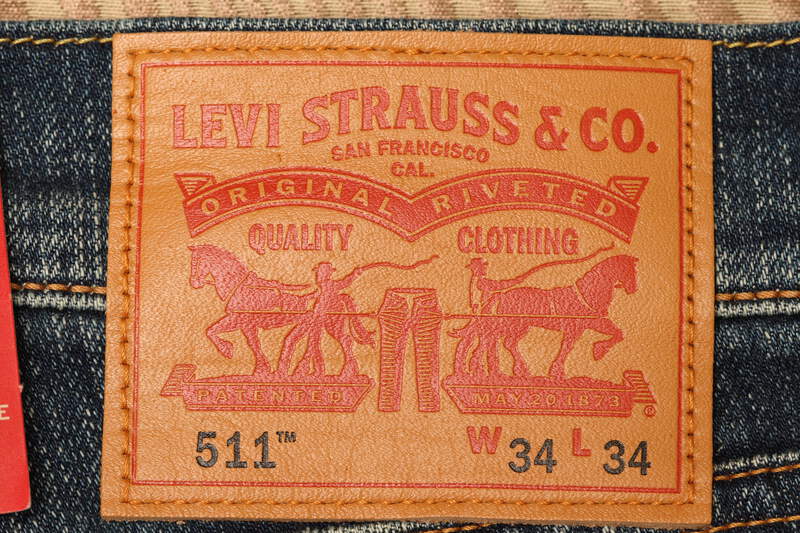 LEVI STRAUSS & CO.
SAN FRANCISCO
CAL.
ORIGINAL RIVETED
QUALITY CLOTHING
PATENTED MAY 20 1873
®
511™ W 34 L 34
E